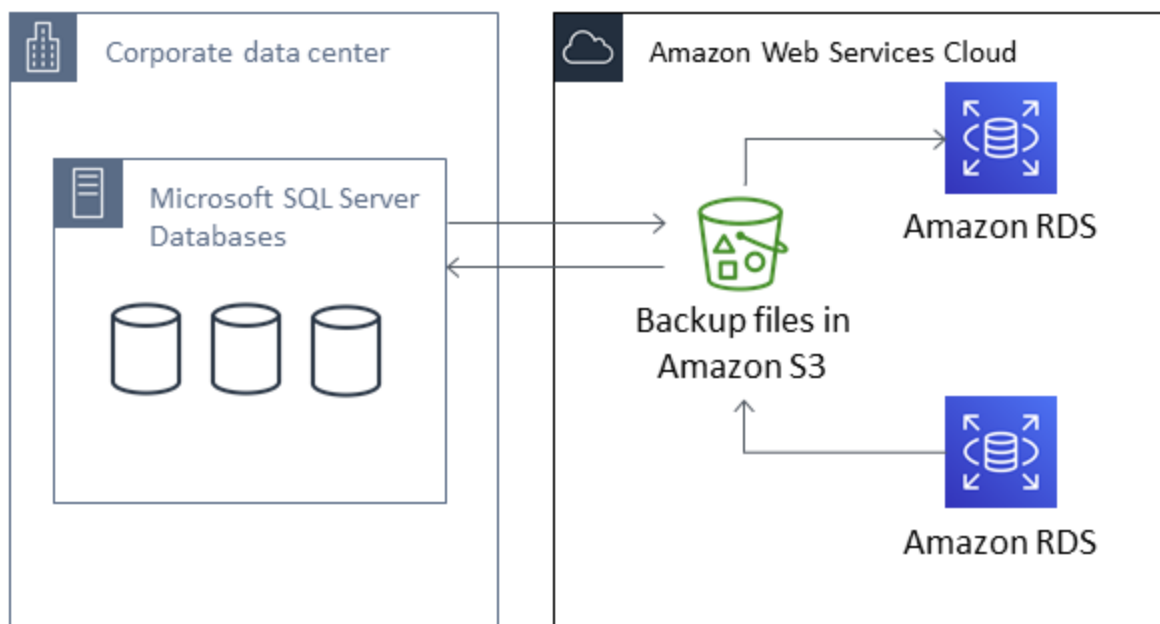 Corporate data center
Microsoft SQL Server
Databases
Amazon Web Services Cloud
Amazon RDS
Backup files in
Amazon S3
Amazon RDS